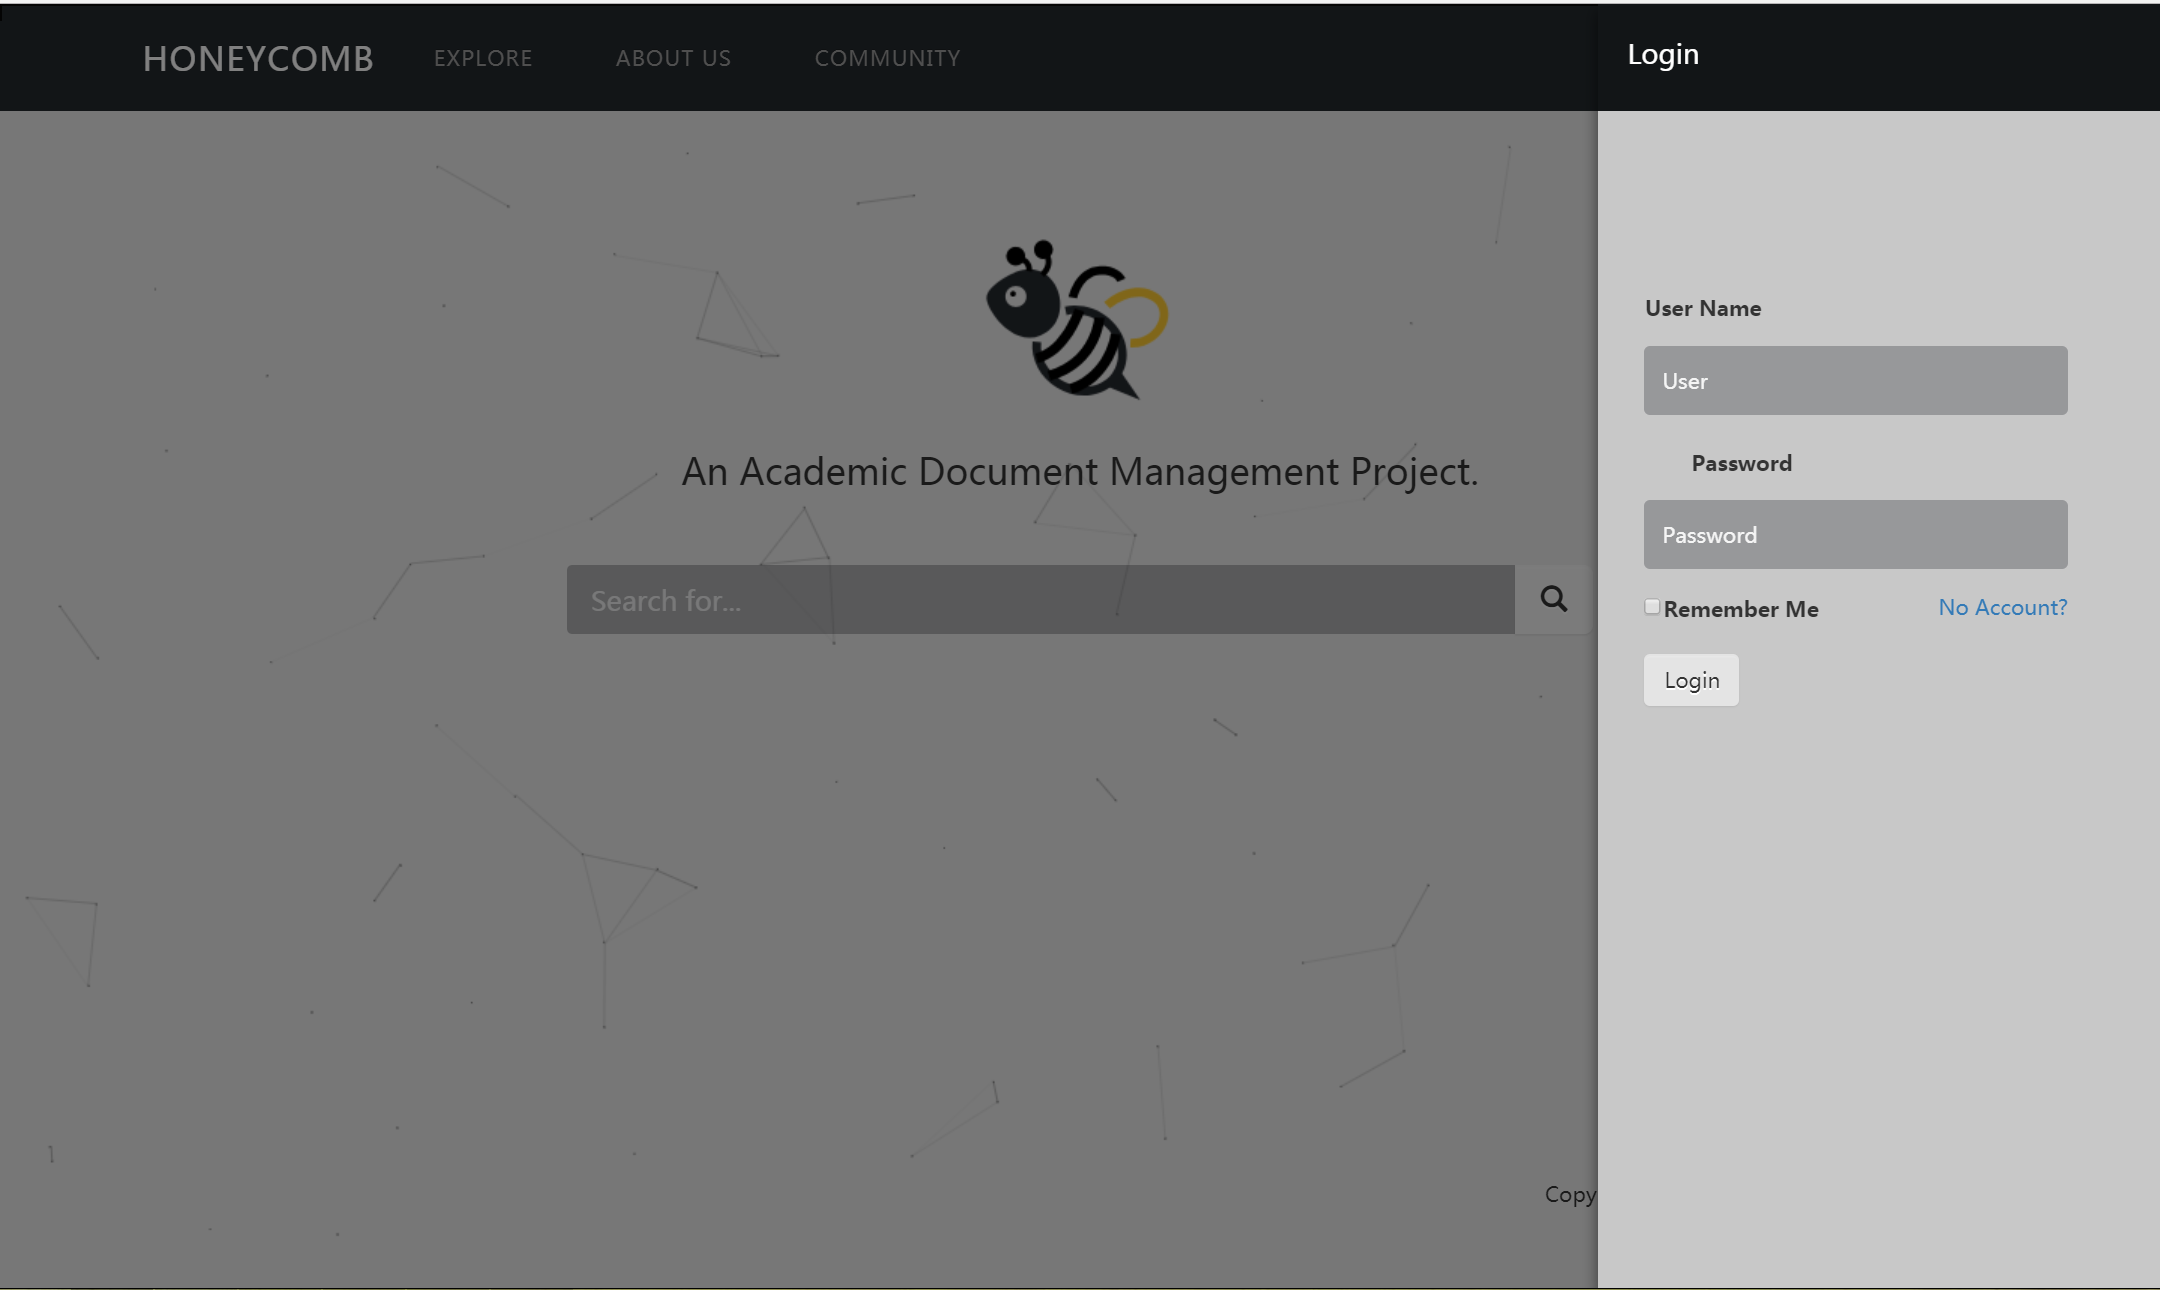 HONEYCOMB EXPLORE ABOUT US COMMUNITY
Login
An Academic Document Management Project.
Search for...
User Name
User
Password
Password
Remember Me No Account?
Login
Copy